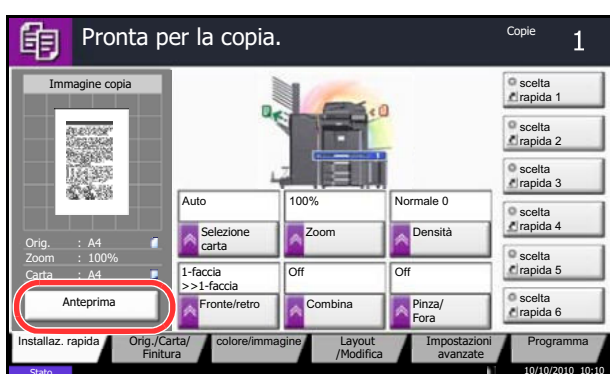 Pronta per la copia.
Copie
1
Immagine copia
Orig. : A4
Zoom : 100%
Carta : A4
Anteprima
Auto
Selezione
carta
100%
Zoom
Normale 0
Densità
1-faccia
>>1-faccia
Fronte/retro
Off
Combina
Off
Pinza/
Fora
scelta
rapida 1
scelta
rapida 2
scelta
rapida 3
scelta
rapida 4
scelta
rapida 5
scelta
rapida 6
Installaz. rapida
Orig./Carta/
Finitura
colore/immagine
Layout
/Modifica
Impostazioni
avanzate
Programma
Stato
10/10/2010 10:10